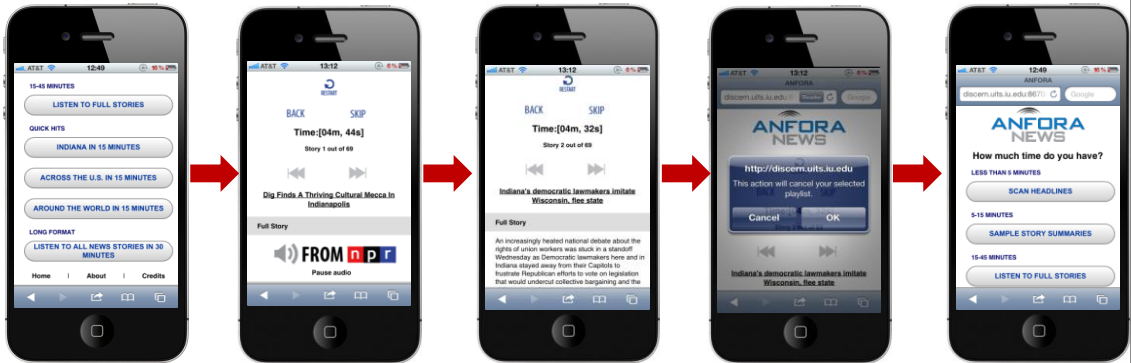 AT&T 12:49
15-45 MINUTES
LISTEN TO FULL STORIES
QUICK HITS
INDIANA IN 15 MINUTES
ACROSS THE U.S. IN 15 MINUTES
AROUND THE WORLD IN 15 MINUTES
LONG FORMAT
LISTEN TO ALL NEWS STORIES IN 30
MINUTES
Home | About | Credits
AT&T 13:12
RESTART
BACK SKIP
Time:[04m, 44s]
Story 1 out of 69
Dig Finds A Thriving Cultural Mecca In
Indianapolis
Full Story
FROM npr
Pause audio
AT&T 13:12
RESTART
BACK SKIP
Time:[04m, 32s]
Story 2 out of 69
Indiana's democratic lawmakers imitate
Wisconsin, flee state
Full Story
An increasingly heated national debate about the
rights of union workers was stuck in a standoff
Wednesday as Democratic lawmakers here and in
Indiana stayed away from their Capitols to
frustrate Republican efforts to vote on legislation
that would undercut collective bargaining and the
AT&T 13:12
ANFORA
discern.uits.iu.edu Google
ANFORA
NEWS
http://discern.uits.iu.edu
This action will cancel your selected
playlist.
Cancel OK
Indiana's democratic lawmakers imitate
Wisconsin, flee state
AT&T 12:49
ANFORA
discern.uits.iu.edu:8670 Google
ANFORA
NEWS
How much time do you have?
LESS THAN 5 MINUTES
SCAN HEADLINES
5-15 MINUTES
SAMPLE STORY SUMMARIES
15-45 MINUTES
LISTEN TO FULL STORIES